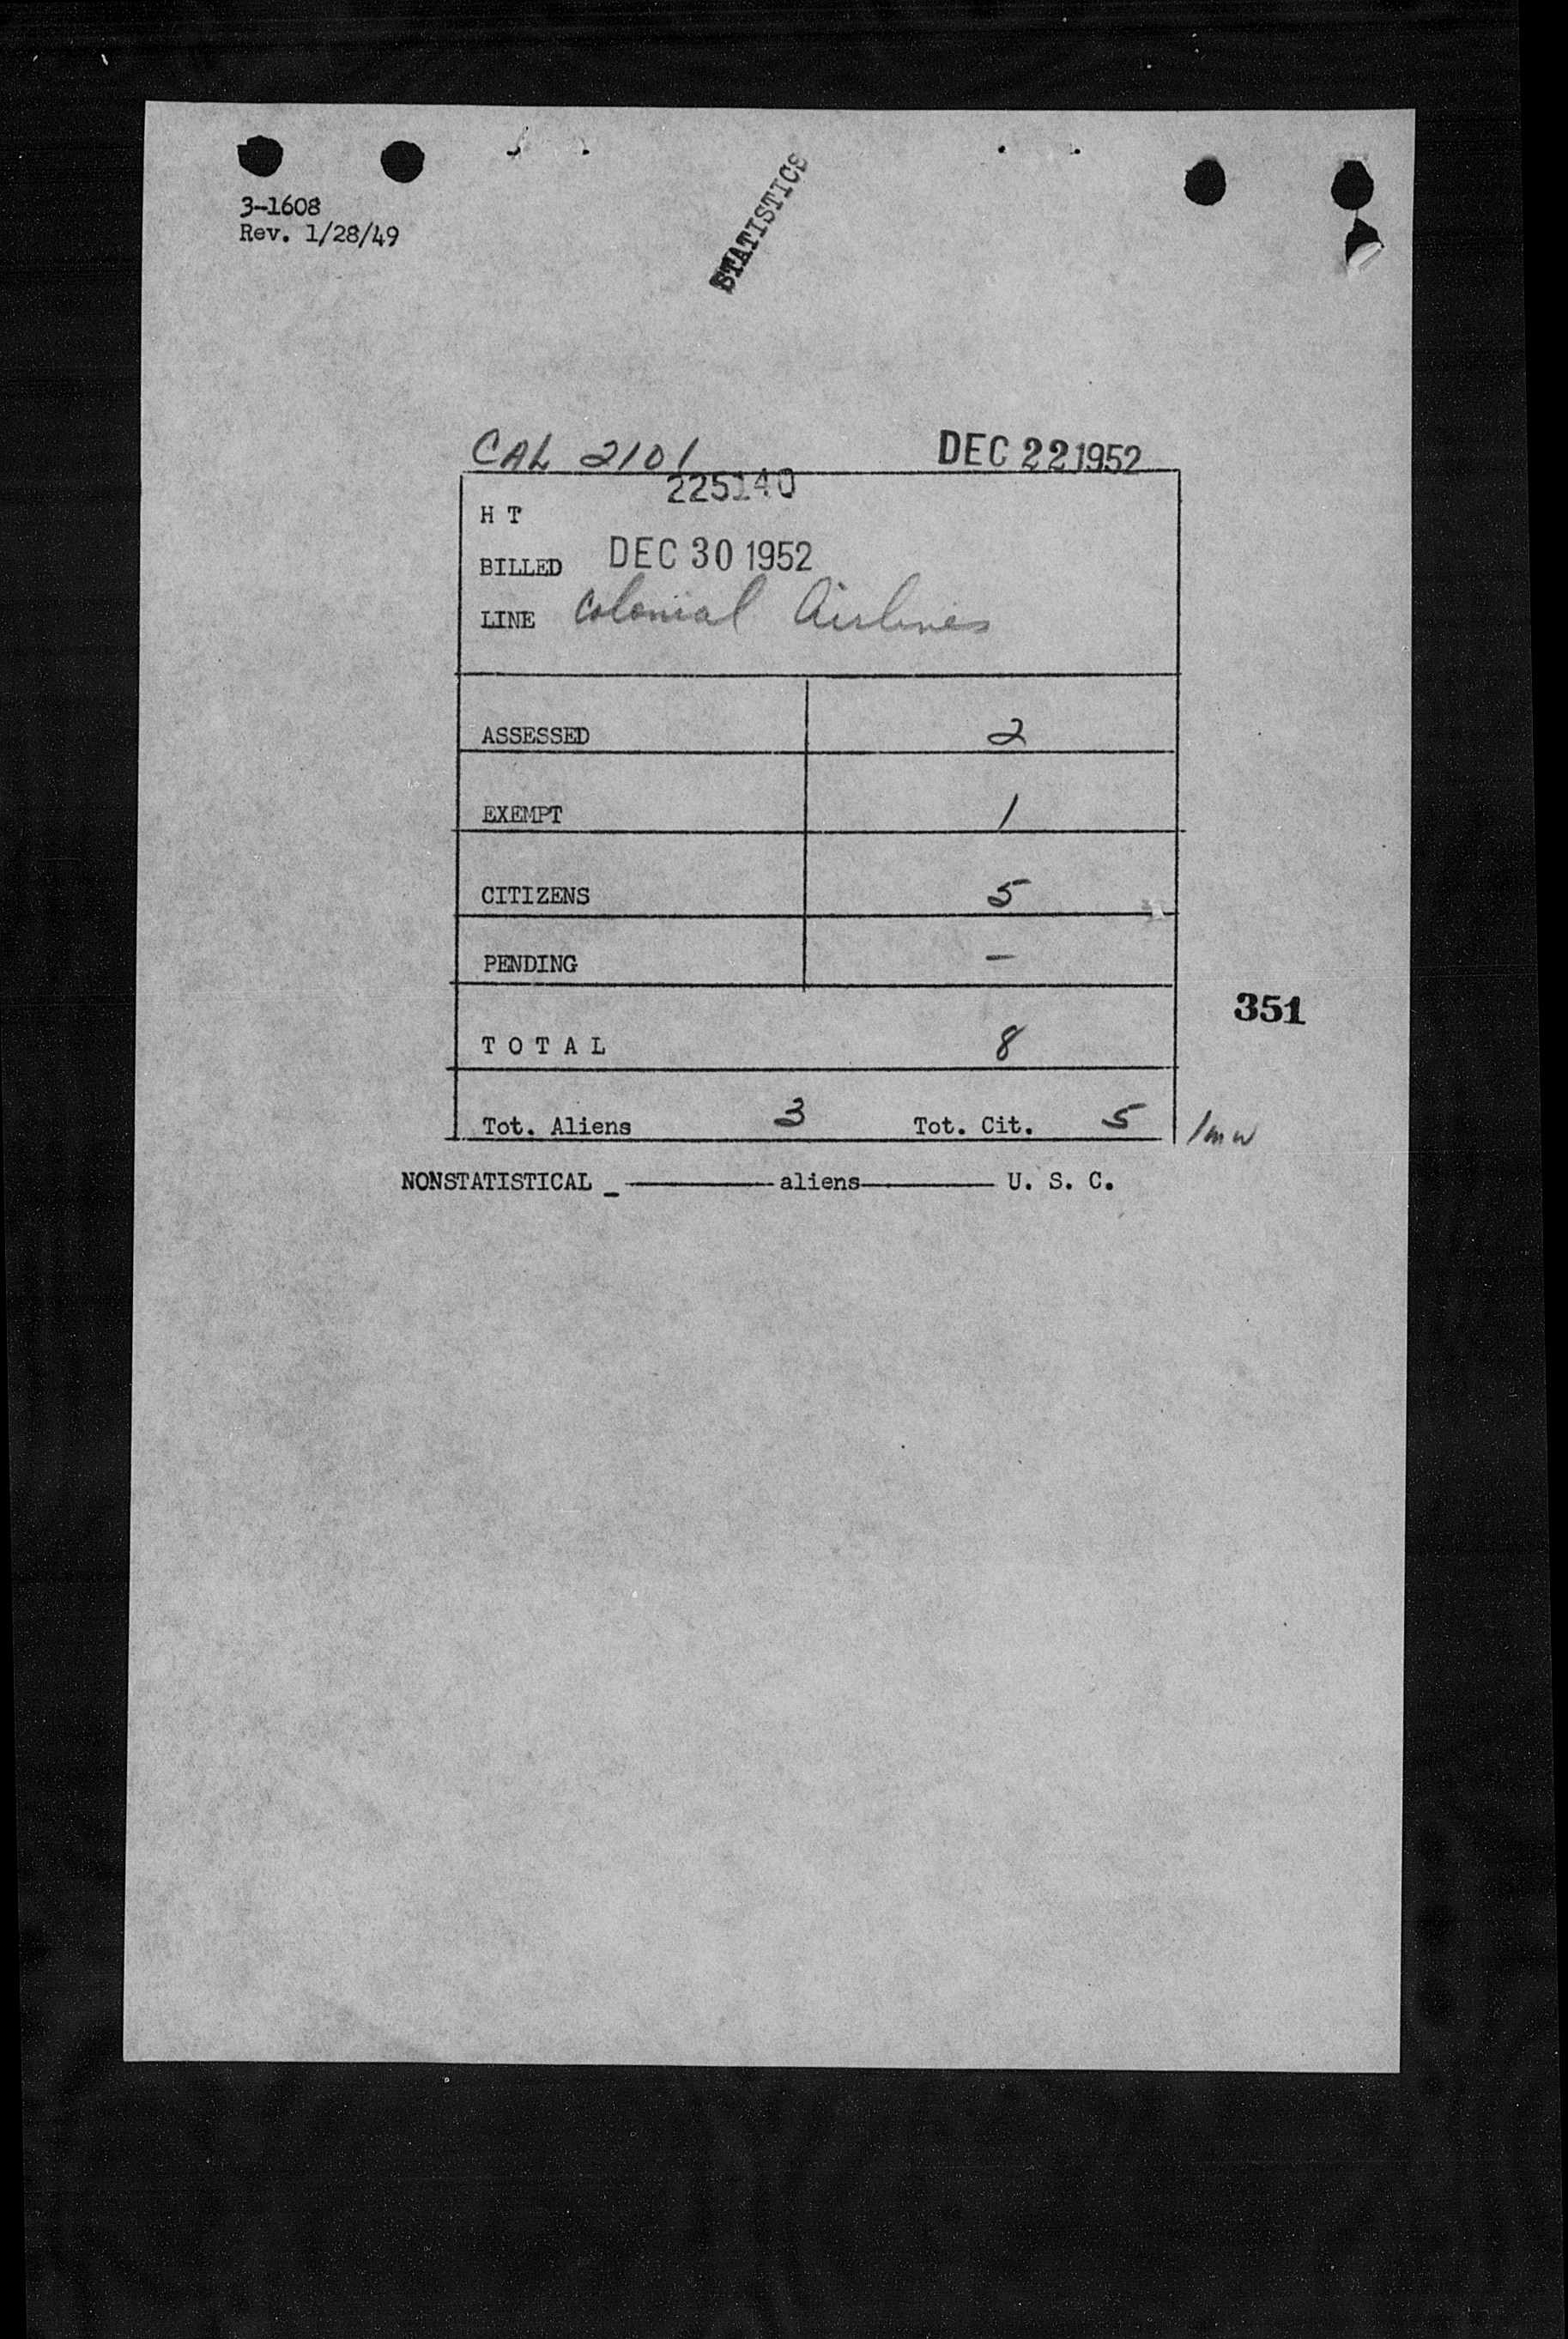 STATISTICS
3-1608
Rev. 1/28/49
CAL 2101 DEC 22 1952
225140
H T
BILLED DEC 30 1952
LINE Colonial Airlines
ASSESSED 2
EXEMPT 1
CITIZENS 5
PENDING -
351
T O T A L 8
Tot. Aliens 3 Tot. Cit. 5
NONSTATISTICAL _ ———— aliens ———— U. S. C.